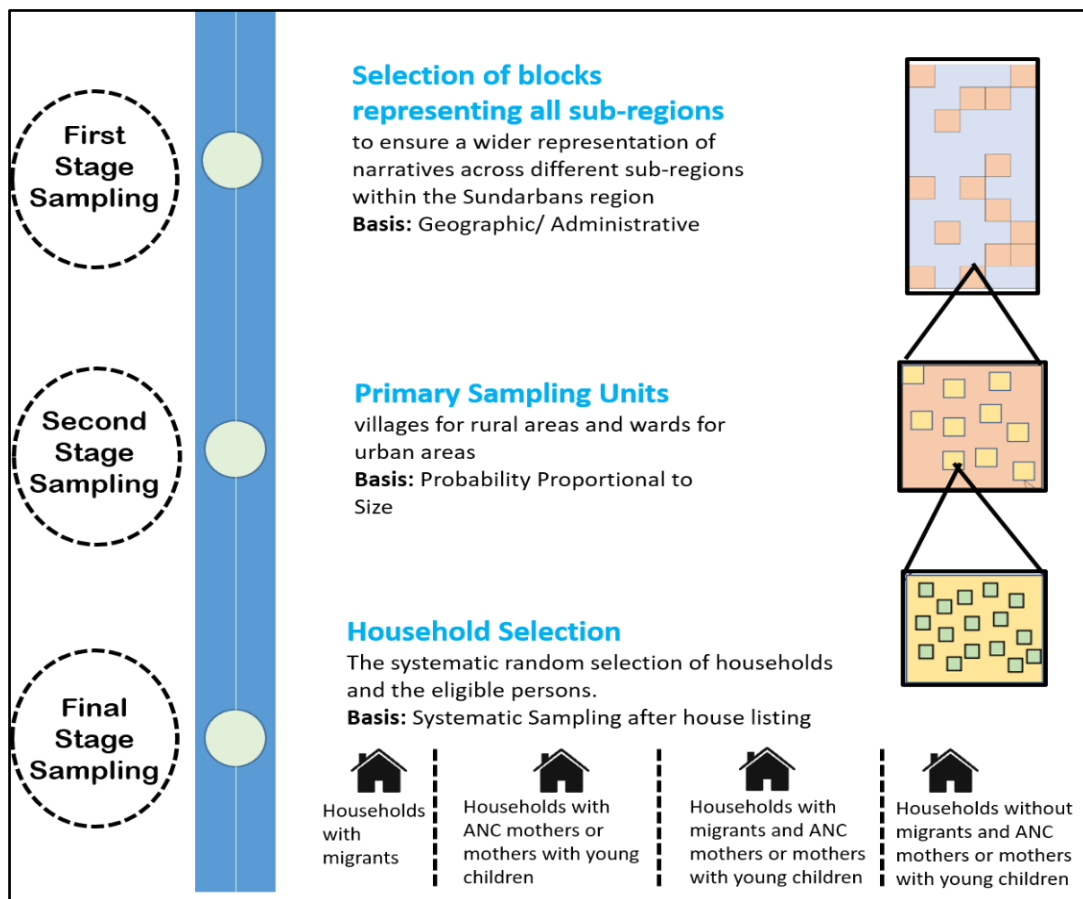 First
Stage
Sampling
Selection of blocks
representing all sub-regions
to ensure a wider representation of
narratives across different sub-regions
within the Sundarbans region
Basis: Geographic/ Administrative
Second
Stage
Sampling
Primary Sampling Units
villages for rural areas and wards for
urban areas
Basis: Probability Proportional to
Size
Final
Stage
Sampling
Household Selection
The systematic random selection of households
and the eligible persons.
Basis: Systematic Sampling after house listing
Households
with
migrants
Households with
ANC mothers or
mothers with young
children
Households with
migrants and ANC
mothers or mothers
with young children
Households without
migrants and ANC
mothers or mothers
with young children